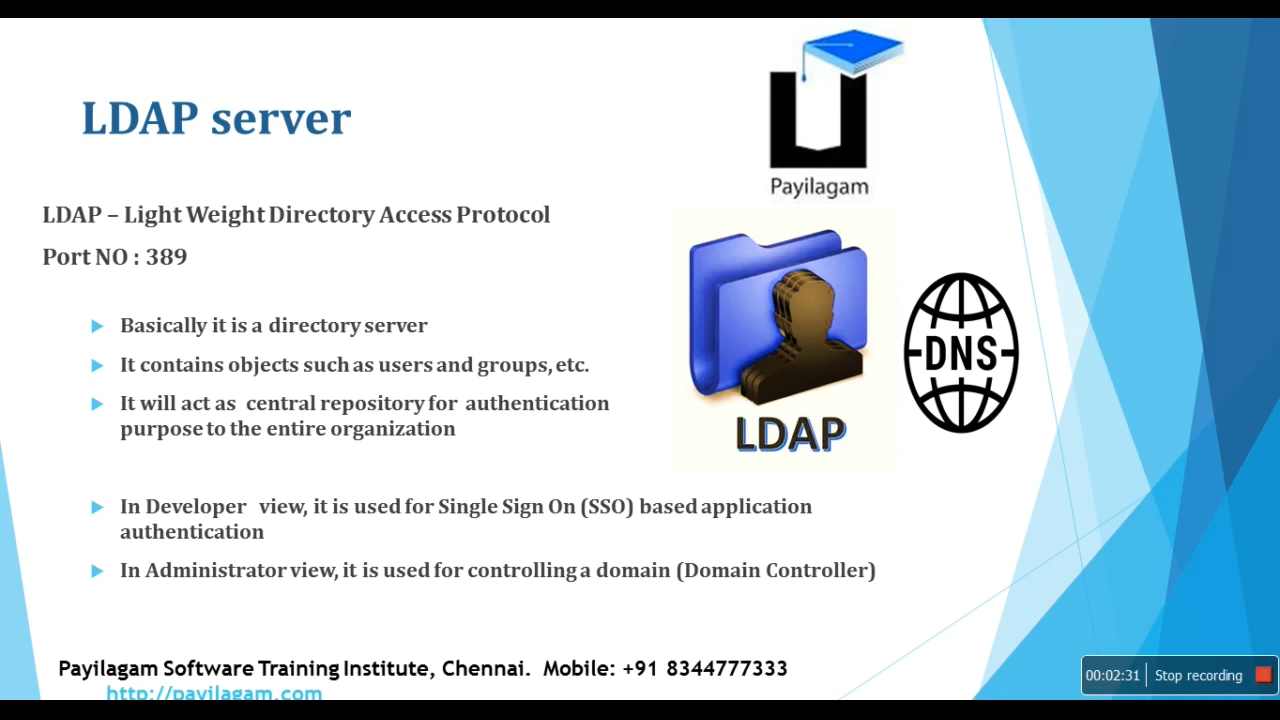 LDAP server
Payilagam
LDAP – Light Weight Directory Access Protocol
Port NO : 389
Basically it is a directory server
It contains objects such as users and groups, etc.
It will act as central repository for authentication
purpose to the entire organization
LDAP
DNS
In Developer view, it is used for Single Sign On (SSO) based application
authentication
In Administrator view, it is used for controlling a domain (Domain Controller)
Payilagam Software Training Institute, Chennai. Mobile: +91 8344777333
http://payilagam.com
00:02:31 Stop recording